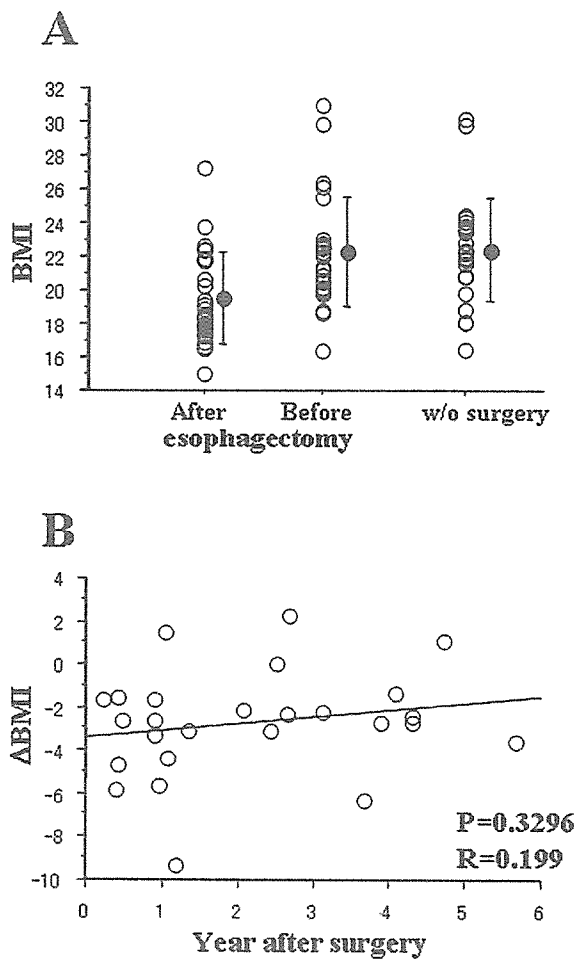 A
32
30
28
26
24
22
20
18
16
14
BMI
After Before w/o surgery
esophagectomy
B
4
2
0
-2
-4
-6
-8
-10
ΔBMI
P=0.3296
R=0.199
0 1 2 3 4 5 6
Year after surgery